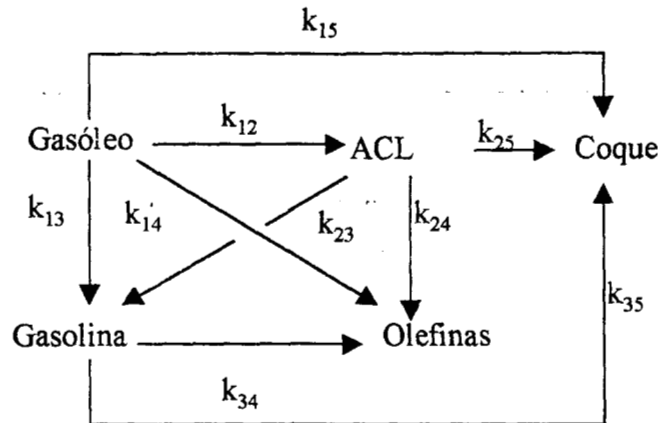 k₁₅
k₁₂
Gasóleo
ACL
k₂₅
Coque
k₁₃
k₁₄
k₂₃
k₂₄
k₃₅
Gasolina
Olefinas
k₃₄